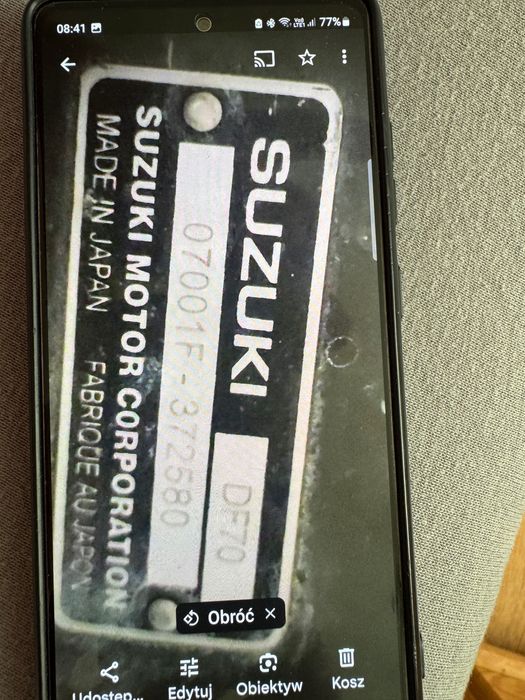 08:41
77%
SUZUKI DF70
07001F-372580
SUZUKI MOTOR CORPORATION
MADE IN JAPAN FABRIQUE AU JAPON
Obróć
Udostęp... Edytuj Obiektyw Kosz